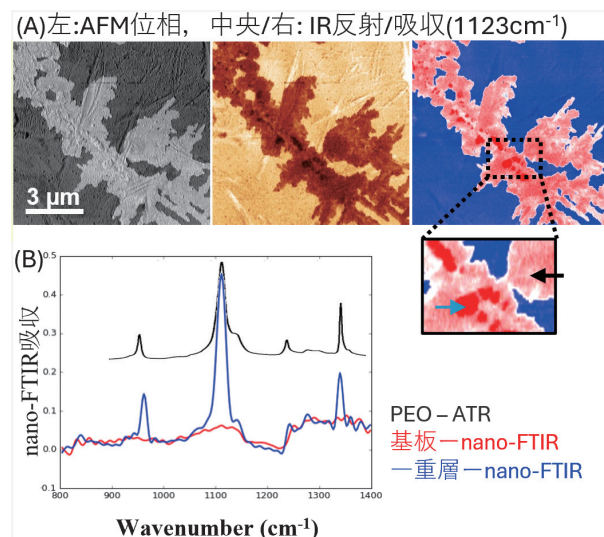 (A)左:AFM位相, 中央/右: IR反射/吸収(1123cm⁻¹)
3 μm
(B)
nano-FTIR吸収
0.5
0.4
0.3
0.2
0.1
0.0
0.1
800
900
1000
1100
1200
1300
1400
Wavenumber (cm⁻¹)
PEO – ATR
基板ーnano-FTIR
一重層ーnano-FTIR